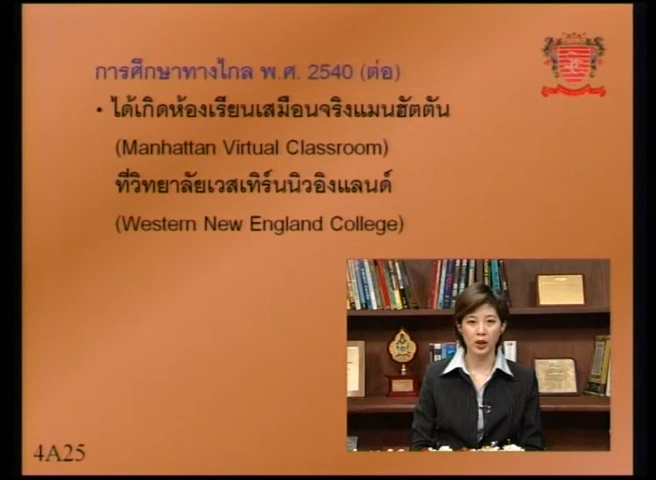 การศึกษาทางไกล พ.ศ. 2540 (ต่อ)
• ได้เกิดห้องเรียนเสมือนจริงแมนฮัตตัน
(Manhattan Virtual Classroom)
ที่วิทยาลัยเวสเทิร์นนิวอิงแลนด์
(Western New England College)
4A25